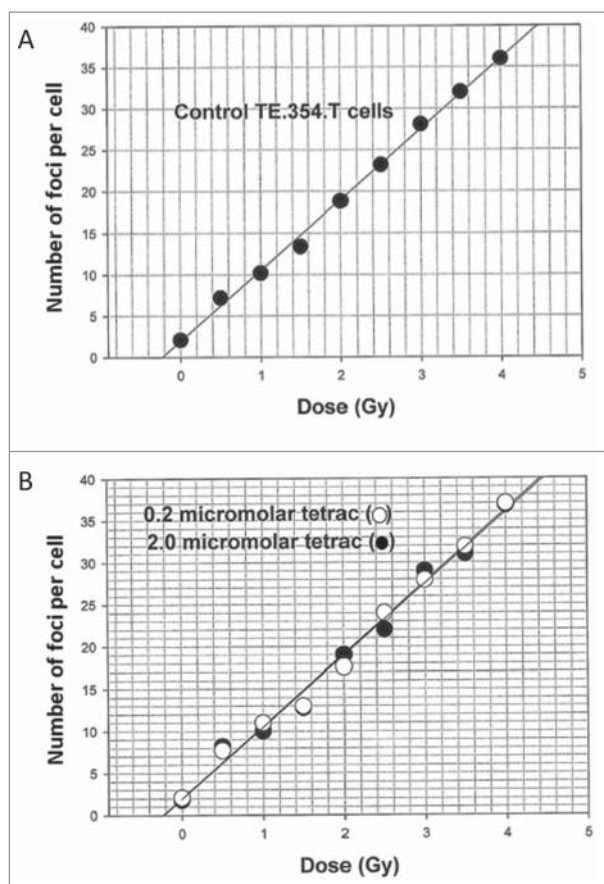 A
40
35
30
25
20
15
10
5
0
Number of foci per cell
Control TE.354.T cells
0 1 2 3 4 5
Dose (Gy)
B
40
35
30
25
20
15
10
5
0
Number of foci per cell
0.2 micromolar tetrac (○)
2.0 micromolar tetrac (●)
0 1 2 3 4 5
Dose (Gy)